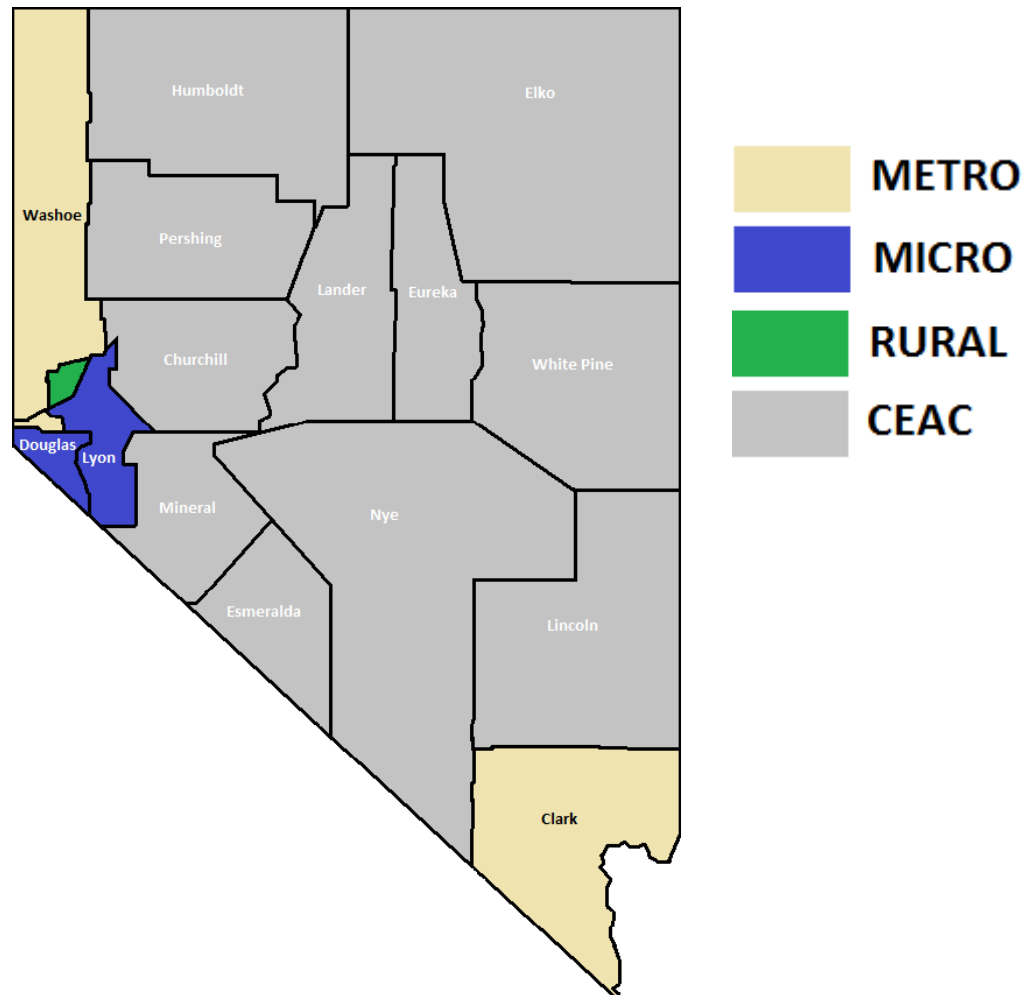 Humboldt
Elko
Washoe
Pershing
Lander
Eureka
Churchill
White Pine
Douglas
Lyon
Mineral
Nye
Esmeralda
Lincoln
Clark
METRO
MICRO
RURAL
CEAC